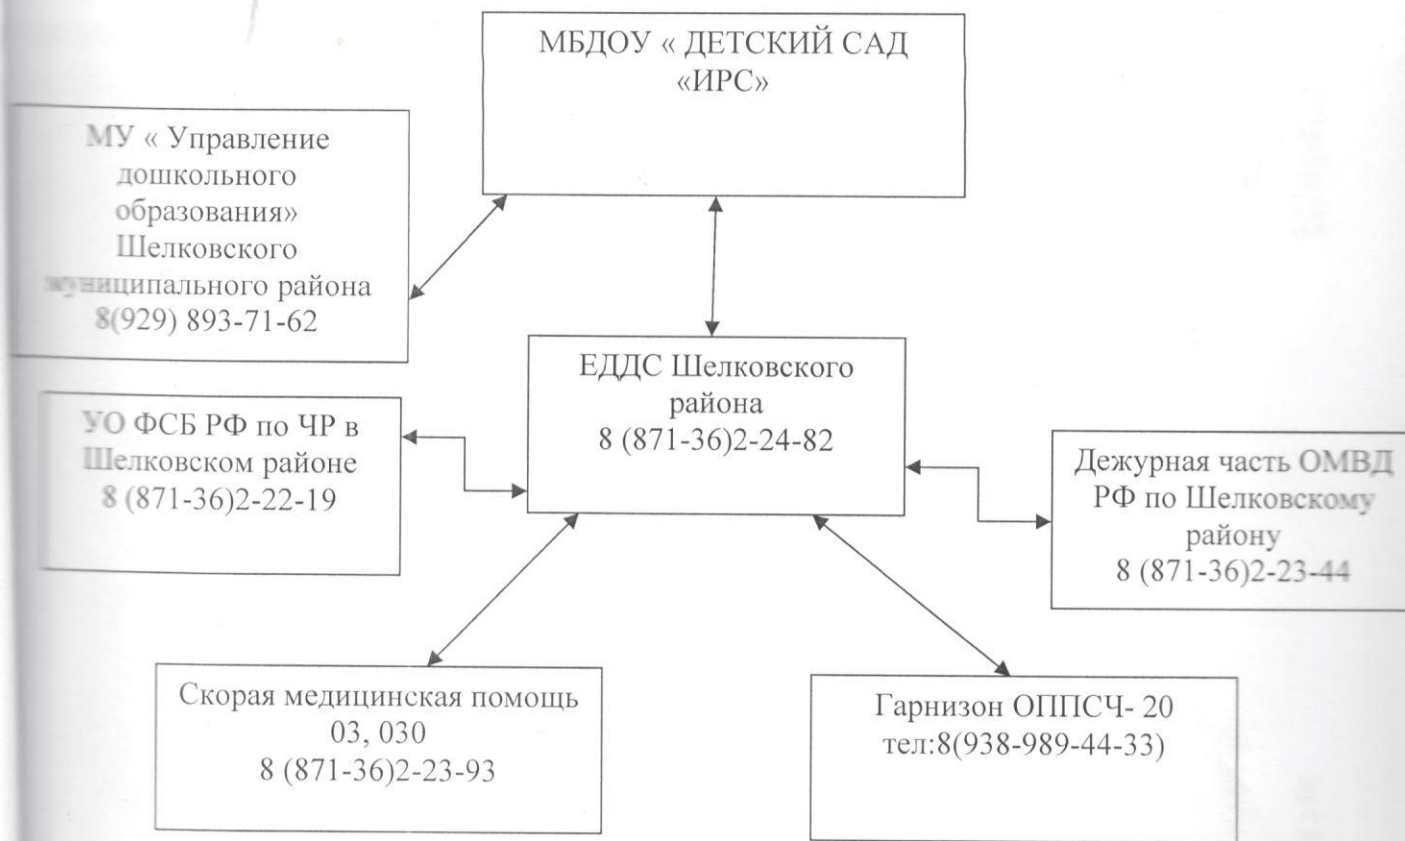 МБДОУ « ДЕТСКИЙ САД
«ИРС»
МУ « Управление
дошкольного
образования»
Шелковского
муниципального района
8(929) 893-71-62
ЕДДС Шелковского
района
8 (871-36)2-24-82
УО ФСБ РФ по ЧР в
Шелковском районе
8 (871-36)2-22-19
Дежурная часть ОМВД
РФ по Шелковскому
району
8 (871-36)2-23-44
Скорая медицинская помощь
03, 030
8 (871-36)2-23-93
Гарнизон ОППСЧ- 20
тел:8(938-989-44-33)